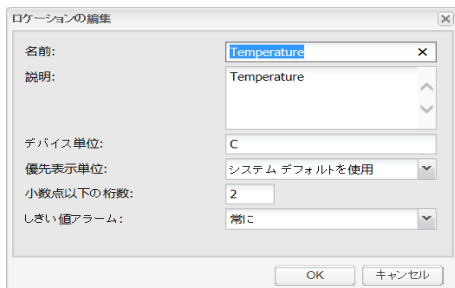 ロケーションの編集
名前: Temperature
説明: Temperature
デバイス単位: C
優先表示単位: システム デフォルトを使用
小数点以下の桁数: 2
しきい値アラーム: 常に
OK キャンセル